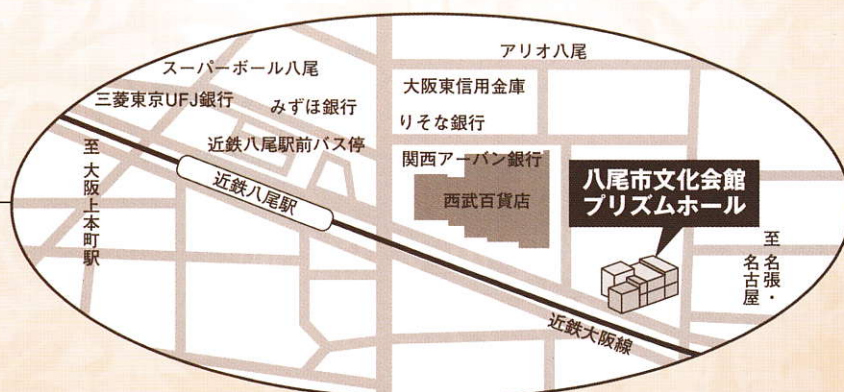 アリオ八尾
スーパーボール八尾
三菱東京UFJ銀行
みずほ銀行
大阪東信用金庫
りそな銀行
近鉄八尾駅前バス停
関西アーバン銀行
至 大阪上本町駅
近鉄八尾駅
西武百貨店
八尾市文化会館
プリズムホール
至 名張・
名古屋
近鉄大阪線